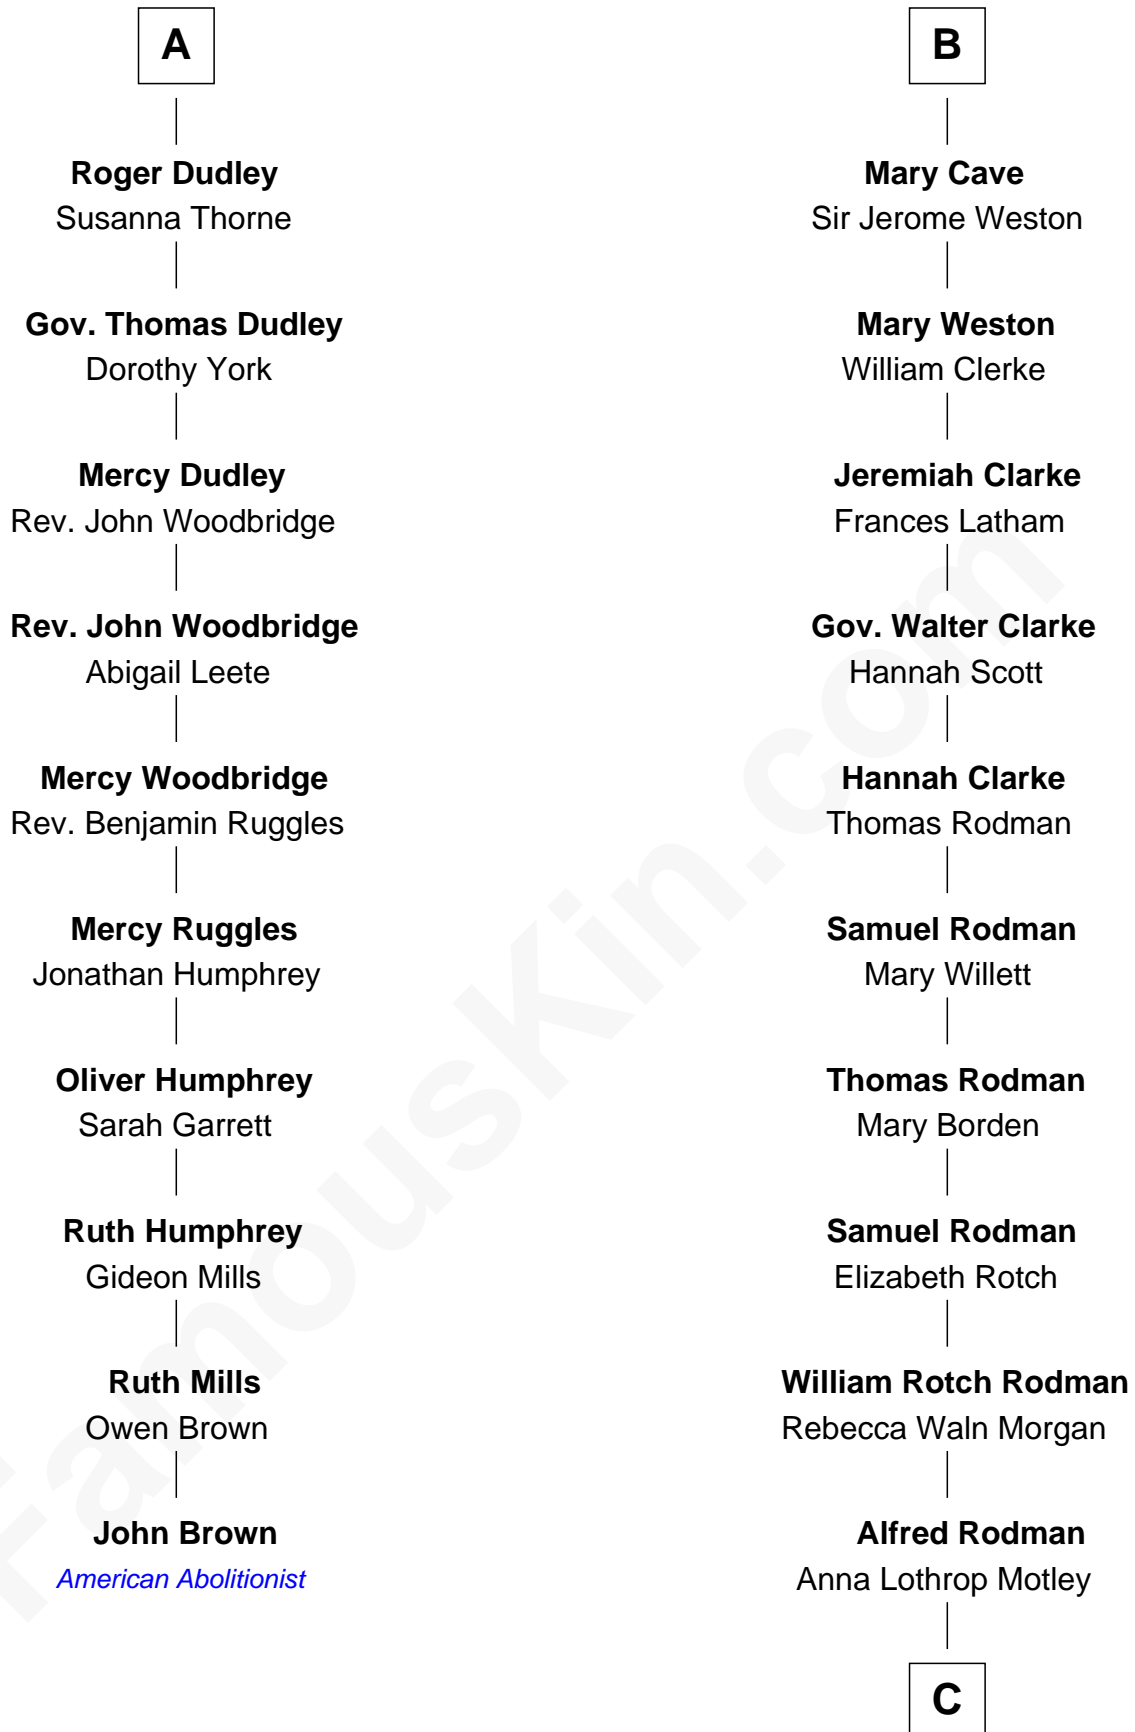 A
Roger Dudley
Susanna Thorne
Gov. Thomas Dudley
Dorothy York
Mercy Dudley
Rev. John Woodbridge
Rev. John Woodbridge
Abigail Leete
Mercy Woodbridge
Rev. Benjamin Ruggles
Mercy Ruggles
Jonathan Humphrey
Oliver Humphrey
Sarah Garrett
Ruth Humphrey
Gideon Mills
Ruth Mills
Owen Brown
John Brown
American Abolitionist
B
Mary Cave
Sir Jerome Weston
Mary Weston
William Clerke
Jeremiah Clarke
Frances Latham
Gov. Walter Clarke
Hannah Scott
Hannah Clarke
Thomas Rodman
Samuel Rodman
Mary Willett
Thomas Rodman
Mary Borden
Samuel Rodman
Elizabeth Rotch
William Rotch Rodman
Rebecca Waln Morgan
Alfred Rodman
Anna Lothrop Motley
C
FamousKin.com